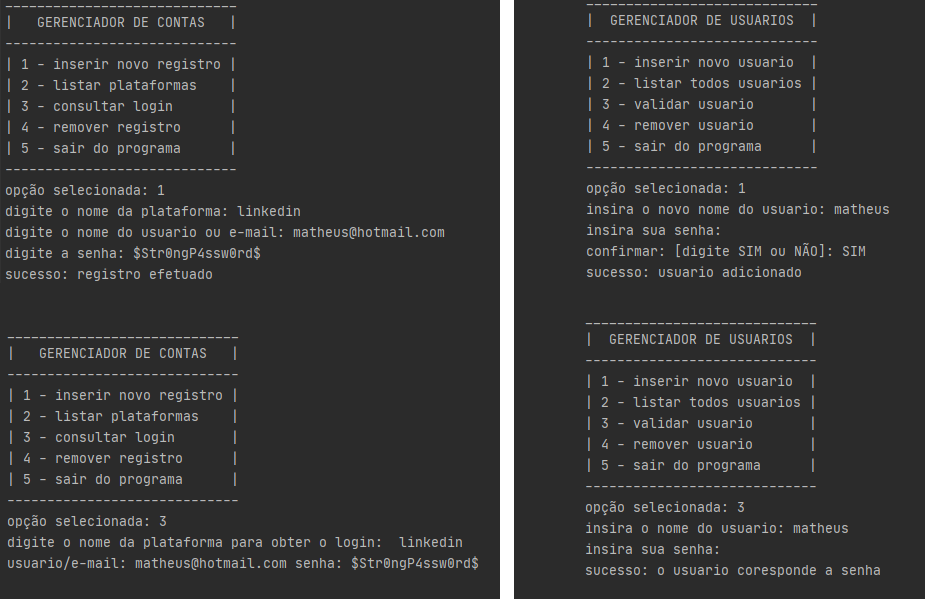 ----------------------------
|   GERENCIADOR DE CONTAS   |
-----------------------------
| 1 - inserir novo registro |
| 2 - listar plataformas    |
| 3 - consultar login       |
| 4 - remover registro      |
| 5 - sair do programa      |
-----------------------------
opção selecionada: 1
digite o nome da plataforma: linkedin
digite o nome do usuario ou e-mail: matheus@hotmail.com
digite a senha: $Str0ngP4ssw0rd$
sucesso: registro efetuado
-----------------------------
|   GERENCIADOR DE CONTAS   |
-----------------------------
| 1 - inserir novo registro |
| 2 - listar plataformas    |
| 3 - consultar login       |
| 4 - remover registro      |
| 5 - sair do programa      |
-----------------------------
opção selecionada: 3
digite o nome da plataforma para obter o login:  linkedin
usuario/e-mail: matheus@hotmail.com senha: $Str0ngP4ssw0rd$
-----------------------------
|  GERENCIADOR DE USUARIOS  |
-----------------------------
| 1 - inserir novo usuario  |
| 2 - listar todos usuarios |
| 3 - validar usuario       |
| 4 - remover usuario       |
| 5 - sair do programa      |
-----------------------------
opção selecionada: 1
insira o novo nome do usuario: matheus
insira sua senha:
confirmar: [digite SIM ou NÃO]: SIM
sucesso: usuario adicionado
-----------------------------
|  GERENCIADOR DE USUARIOS  |
-----------------------------
| 1 - inserir novo usuario  |
| 2 - listar todos usuarios |
| 3 - validar usuario       |
| 4 - remover usuario       |
| 5 - sair do programa      |
-----------------------------
opção selecionada: 3
insira o nome do usuario: matheus
insira sua senha:
sucesso: o usuario coresponde a senha